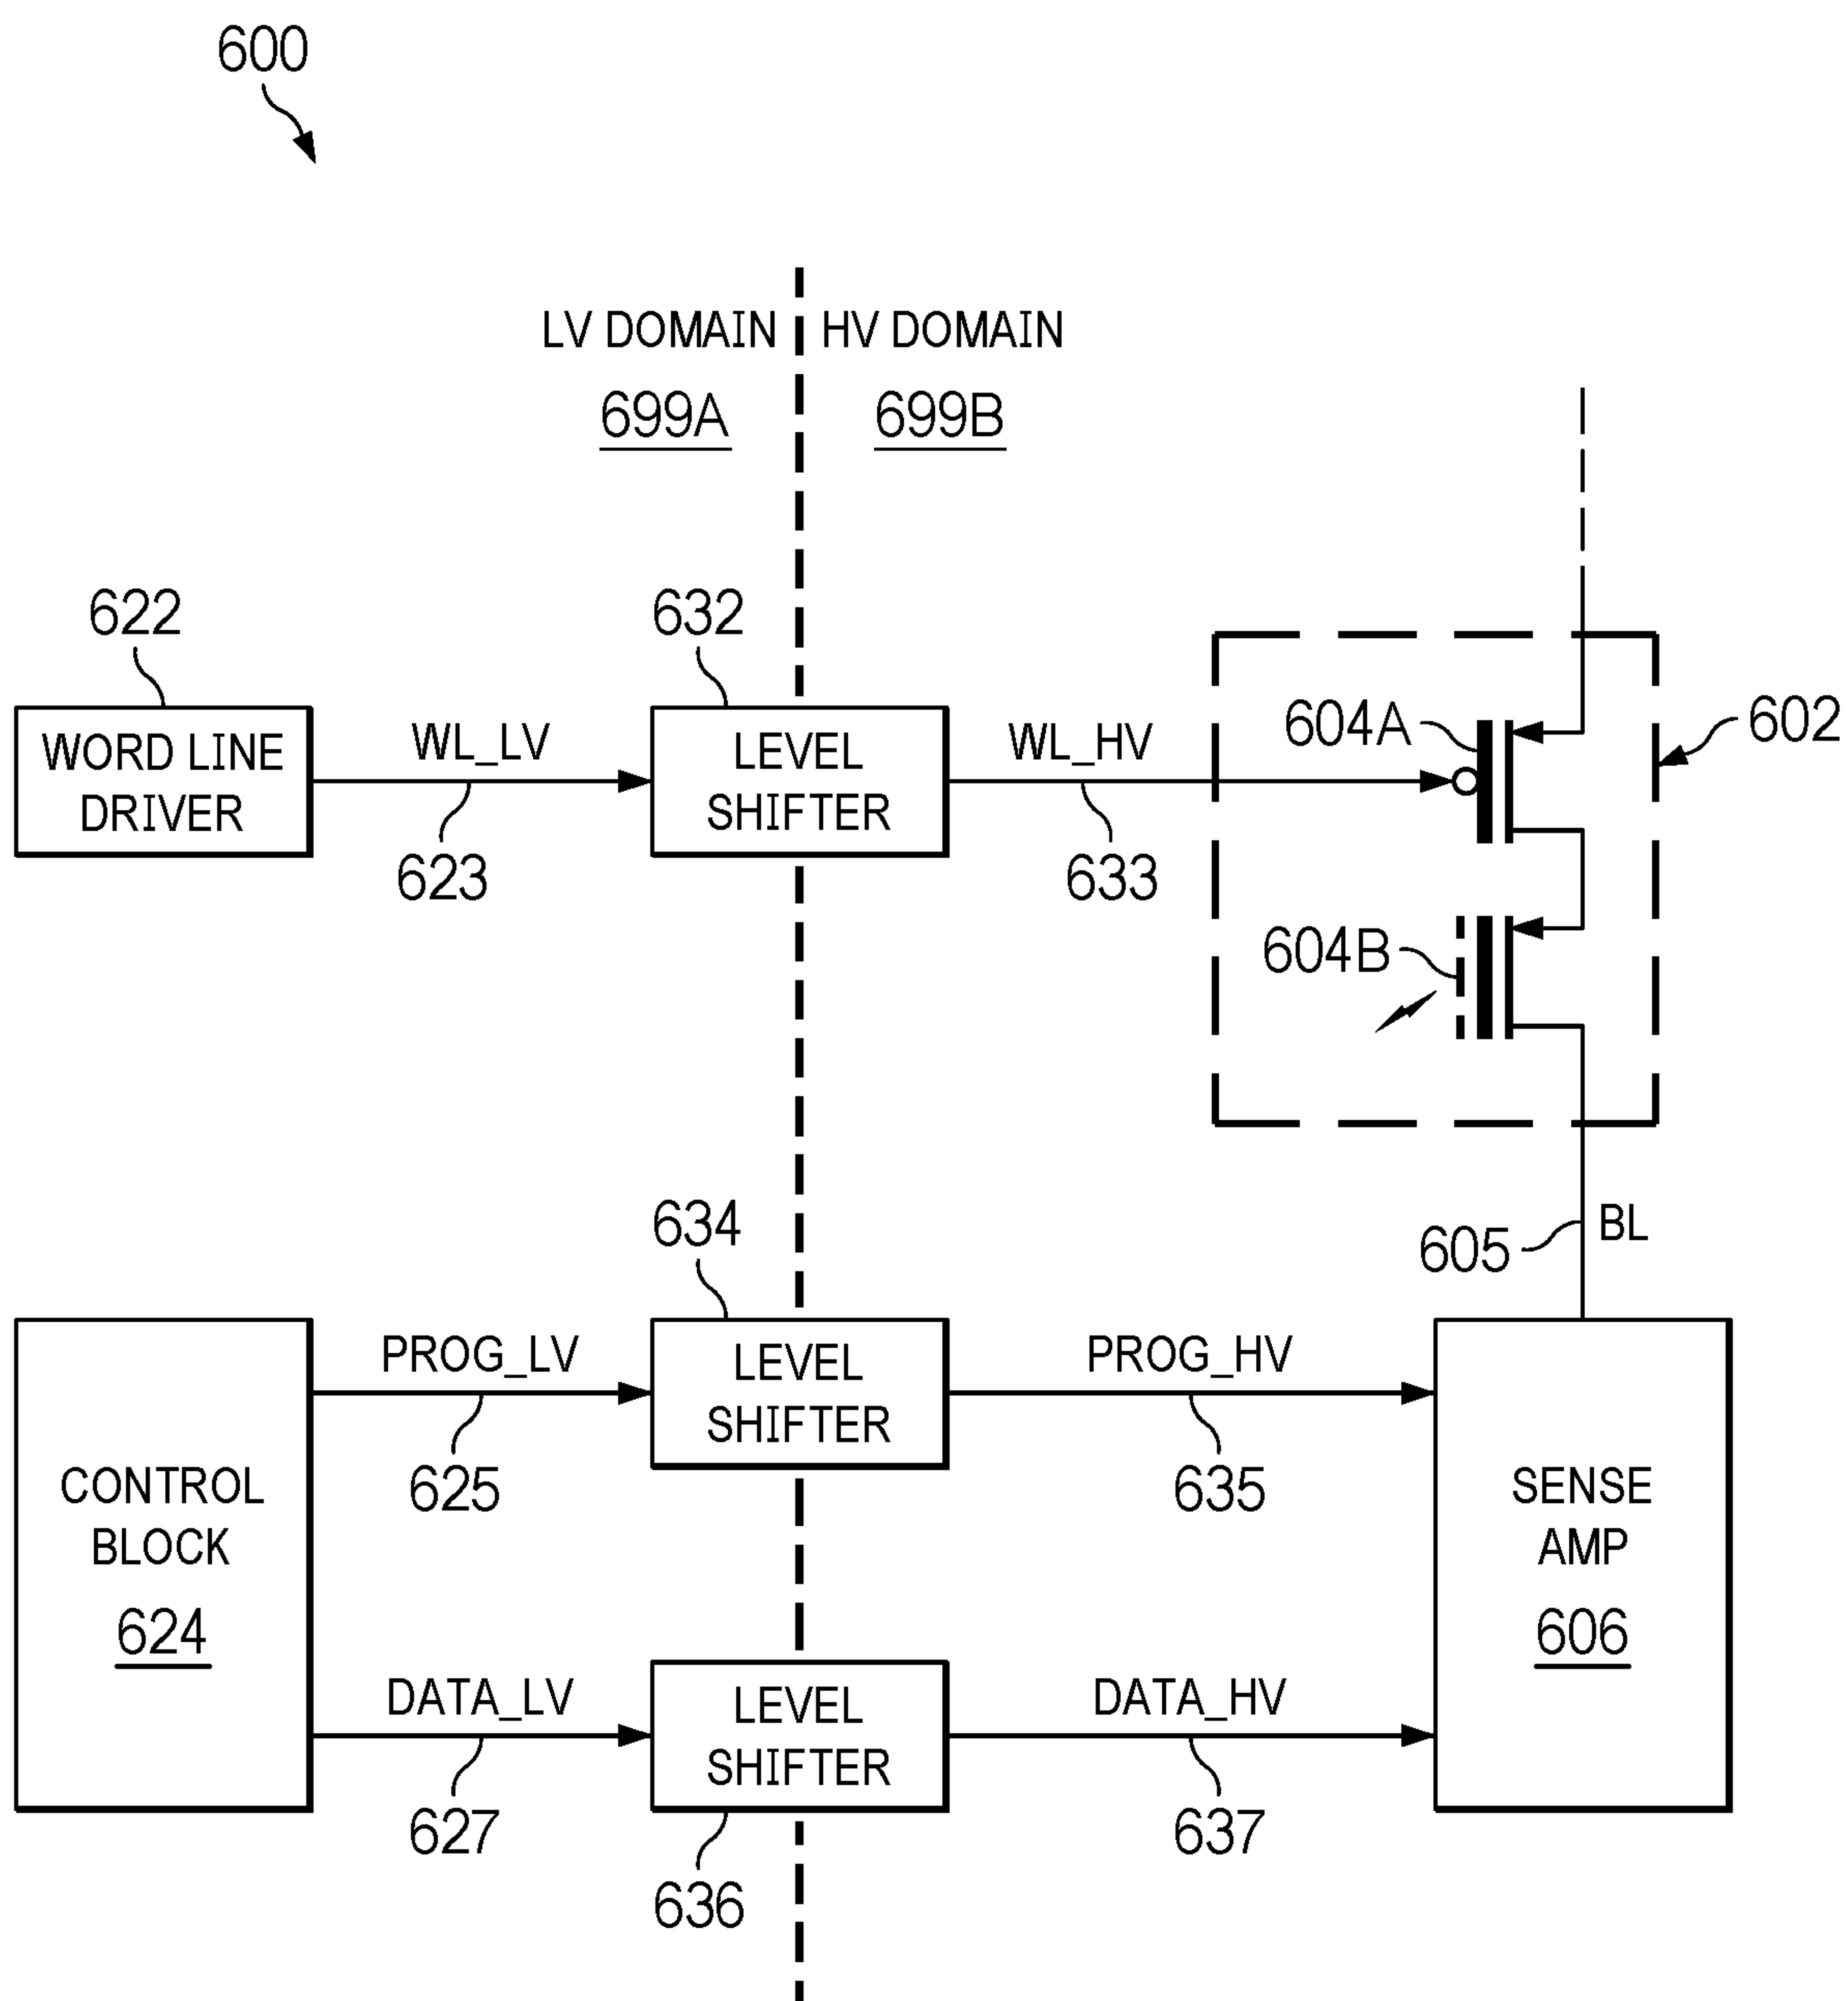 600
LV DOMAIN
HV DOMAIN
699A
699B
622
632
WORD LINE
DRIVER
WL_LV
623
LEVEL
SHIFTER
WL_HV
633
604A
602
604B
634
605
BL
CONTROL
BLOCK
624
PROG_LV
625
LEVEL
SHIFTER
PROG_HV
635
SENSE
AMP
606
DATA_LV
627
LEVEL
SHIFTER
636
DATA_HV
637